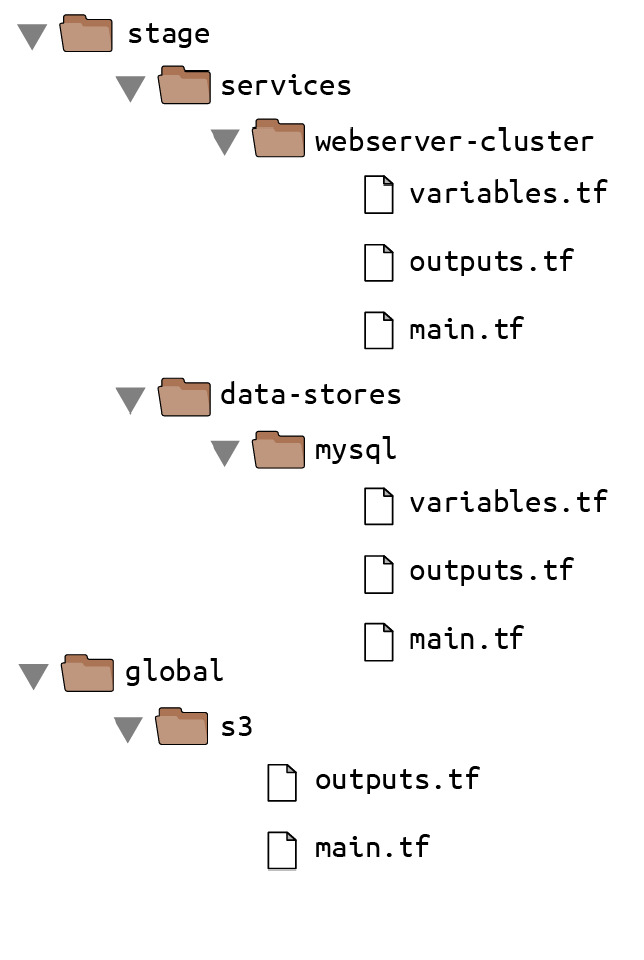 stage
services
webserver-cluster
variables.tf
outputs.tf
main.tf
data-stores
mysql
variables.tf
outputs.tf
main.tf
global
s3
outputs.tf
main.tf